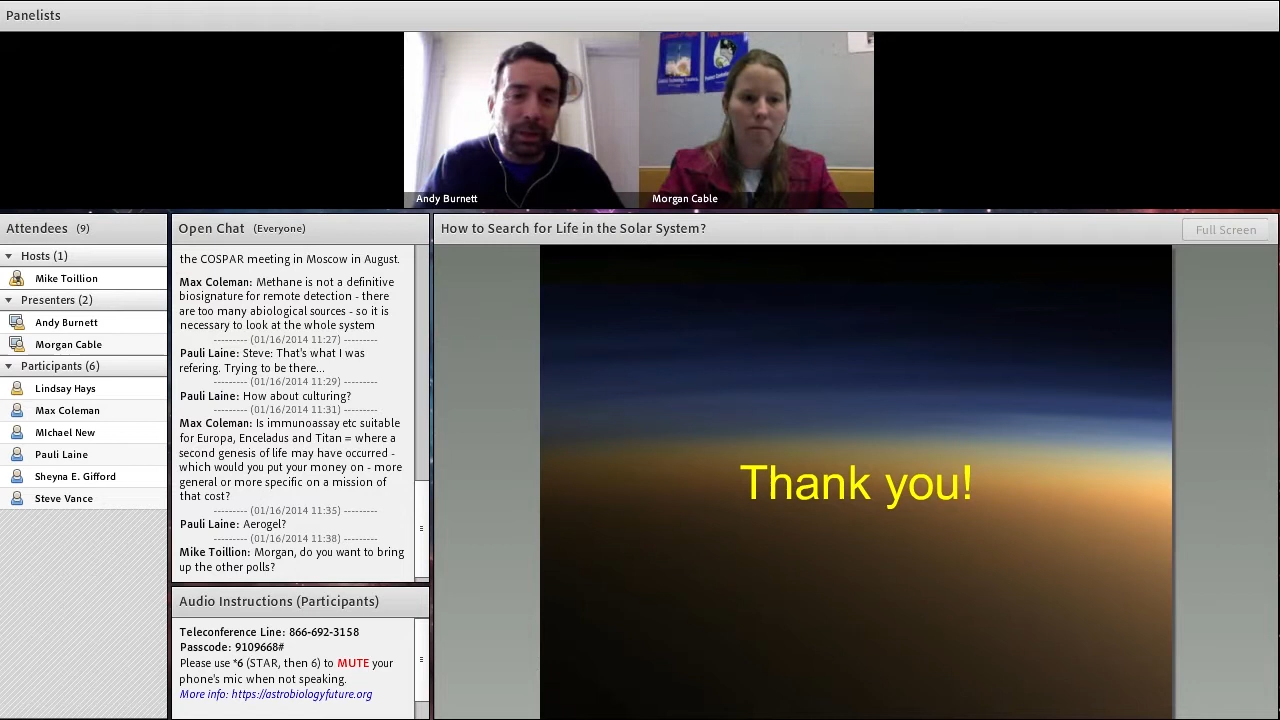 Panelists
Andy Burnett
Morgan Cable
Attendees (9)
Hosts (1)
Mike Toillion
Presenters (2)
Andy Burnett
Morgan Cable
Participants (6)
Lindsay Hays
Max Coleman
MIchael New
Pauli Laine
Sheyna E. Gifford
Steve Vance
Open Chat (Everyone)
the COSPAR meeting in Moscow in August.
Max Coleman: Methane is not a definitive
biosignature for remote detection - there
are too many abiological sources - so it is
necessary to look at the whole system
--------- (01/16/2014 11:27) ---------
Pauli Laine: Steve: That's what I was
refering. Trying to be there...
--------- (01/16/2014 11:29) ---------
Pauli Laine: How about culturing?
--------- (01/16/2014 11:31) ---------
Max Coleman: Is immunoassay etc suitable
for Europa, Enceladus and Titan = where a
second genesis of life may have occurred -
which would you put your money on - more
general or more specific on a mission of
that cost?
--------- (01/16/2014 11:35) ---------
Pauli Laine: Aerogel?
--------- (01/16/2014 11:38) ---------
Mike Toillion: Morgan, do you want to bring
up the other polls?
Audio Instructions (Participants)
Teleconference Line: 866-692-3158
Passcode: 9109668#
Please use *6 (STAR, then 6) to MUTE your
phone's mic when not speaking.
More info: https://astrobiologyfuture.org
How to Search for Life in the Solar System?
Full Screen
Thank you!